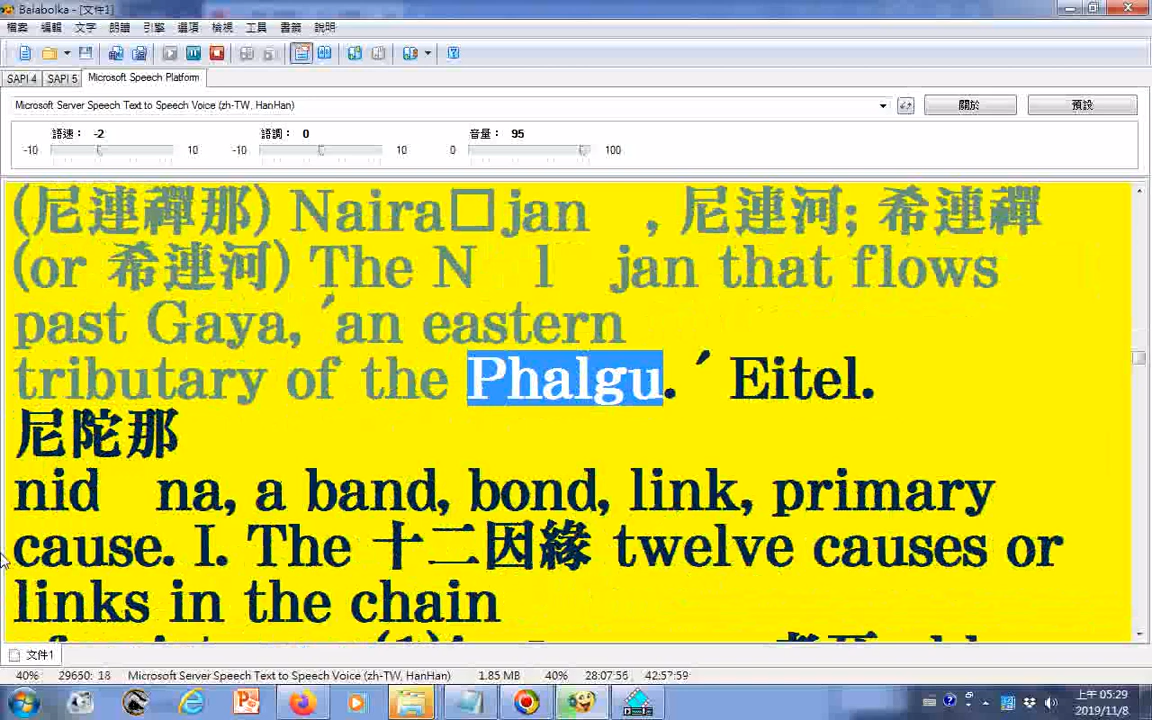 Balabolka - [文件1]
檔案 編輯 文字 朗讀 引擎 選項 檢視 工具 書籤 說明
SAPI 4 SAPI 5 Microsoft Speech Platform
Microsoft Server Speech Text to Speech Voice (zh-TW, HanHan) 關於 預設
語速: -2 語調: 0 音量: 95
-10 10 -10 10 0 100
(尼連禪那) Naira□jan , 尼連河; 希連禪
(or 希連河) The N l jan that flows
past Gaya, ´an eastern
tributary of the Phalgu. ´ Eitel.
尼陀那
nid na, a band, bond, link, primary
cause. I. The 十二因緣 twelve causes or
links in the chain
文件1
40% 29650: 18 Microsoft Server Speech Text to Speech Voice (zh-TW, HanHan) 1.85 MB 40% 28:07:56 42:57:59
上午 05:29
2019/11/8